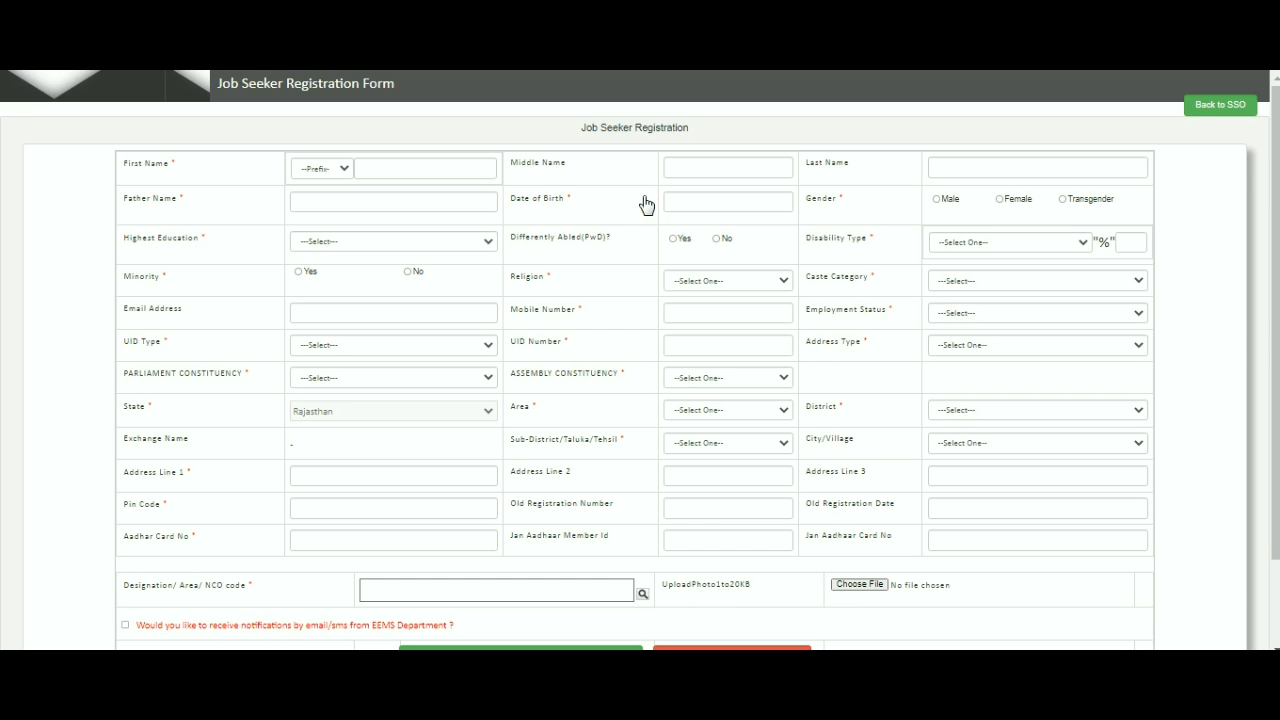 Job Seeker Registration Form
Back to SSO
Job Seeker Registration
First Name * --Prefix- Middle Name Last Name
Father Name * Date of Birth * Gender * Male Female Transgender
Highest Education * ---Select--- Differently Abled(PwD)? Yes No Disability Type * --Select One-- "%"
Minority * Yes No Religion * --Select One-- Caste Category * ---Select---
Email Address Mobile Number * Employment Status * ---Select---
UID Type * ---Select--- UID Number * Address Type * --Select One--
PARLIAMENT CONSTITUENCY * ---Select--- ASSEMBLY CONSTITUENCY * --Select One--
State * Rajasthan Area * --Select One-- District * ---Select---
Exchange Name - Sub-District/Taluka/Tehsil * --Select One-- City/Village --Select One--
Address Line 1 * Address Line 2 Address Line 3
Pin Code * Old Registration Number Old Registration Date
Aadhar Card No * Jan Aadhaar Member Id Jan Aadhaar Card No
Designation/ Area/ NCO code * UploadPhoto1to20KB Choose File No file chosen
Would you like to receive notifications by email/sms from EEMS Department ?